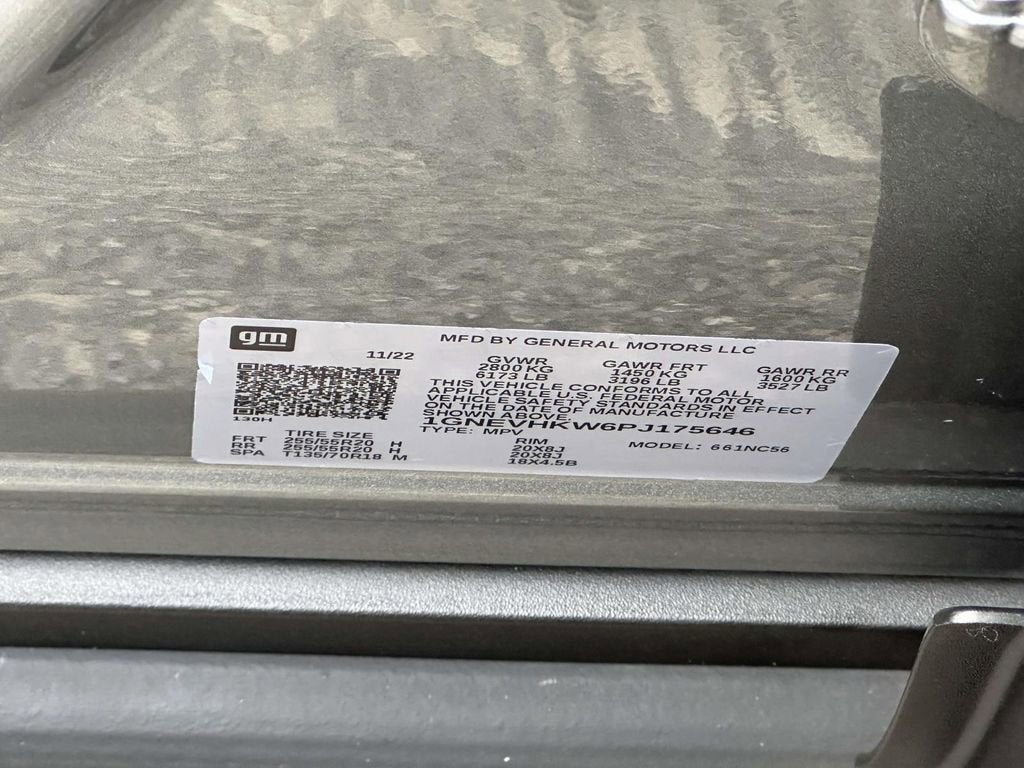 gm
MFD BY GENERAL MOTORS LLC
11/22
GVWR GAWR FRT GAWR RR
2800 KG 1450 KG 1600 KG
6173 LB 3196 LB 3527 LB
THIS VEHICLE CONFORMS TO ALL
APPLICABLE U.S. FEDERAL MOTOR
VEHICLE SAFETY STANDARDS IN EFFECT
ON THE DATE OF MANUFACTURE
SHOWN ABOVE.
1GNEVHKW6PJ175646
TYPE: MPV MODEL: 661NC56
136H
TIRE SIZE RIM
FRT 255/55R20 H 20X8J
RR 255/55R20 H 20X8J
SPA T135/70R18 M 18X4.5B